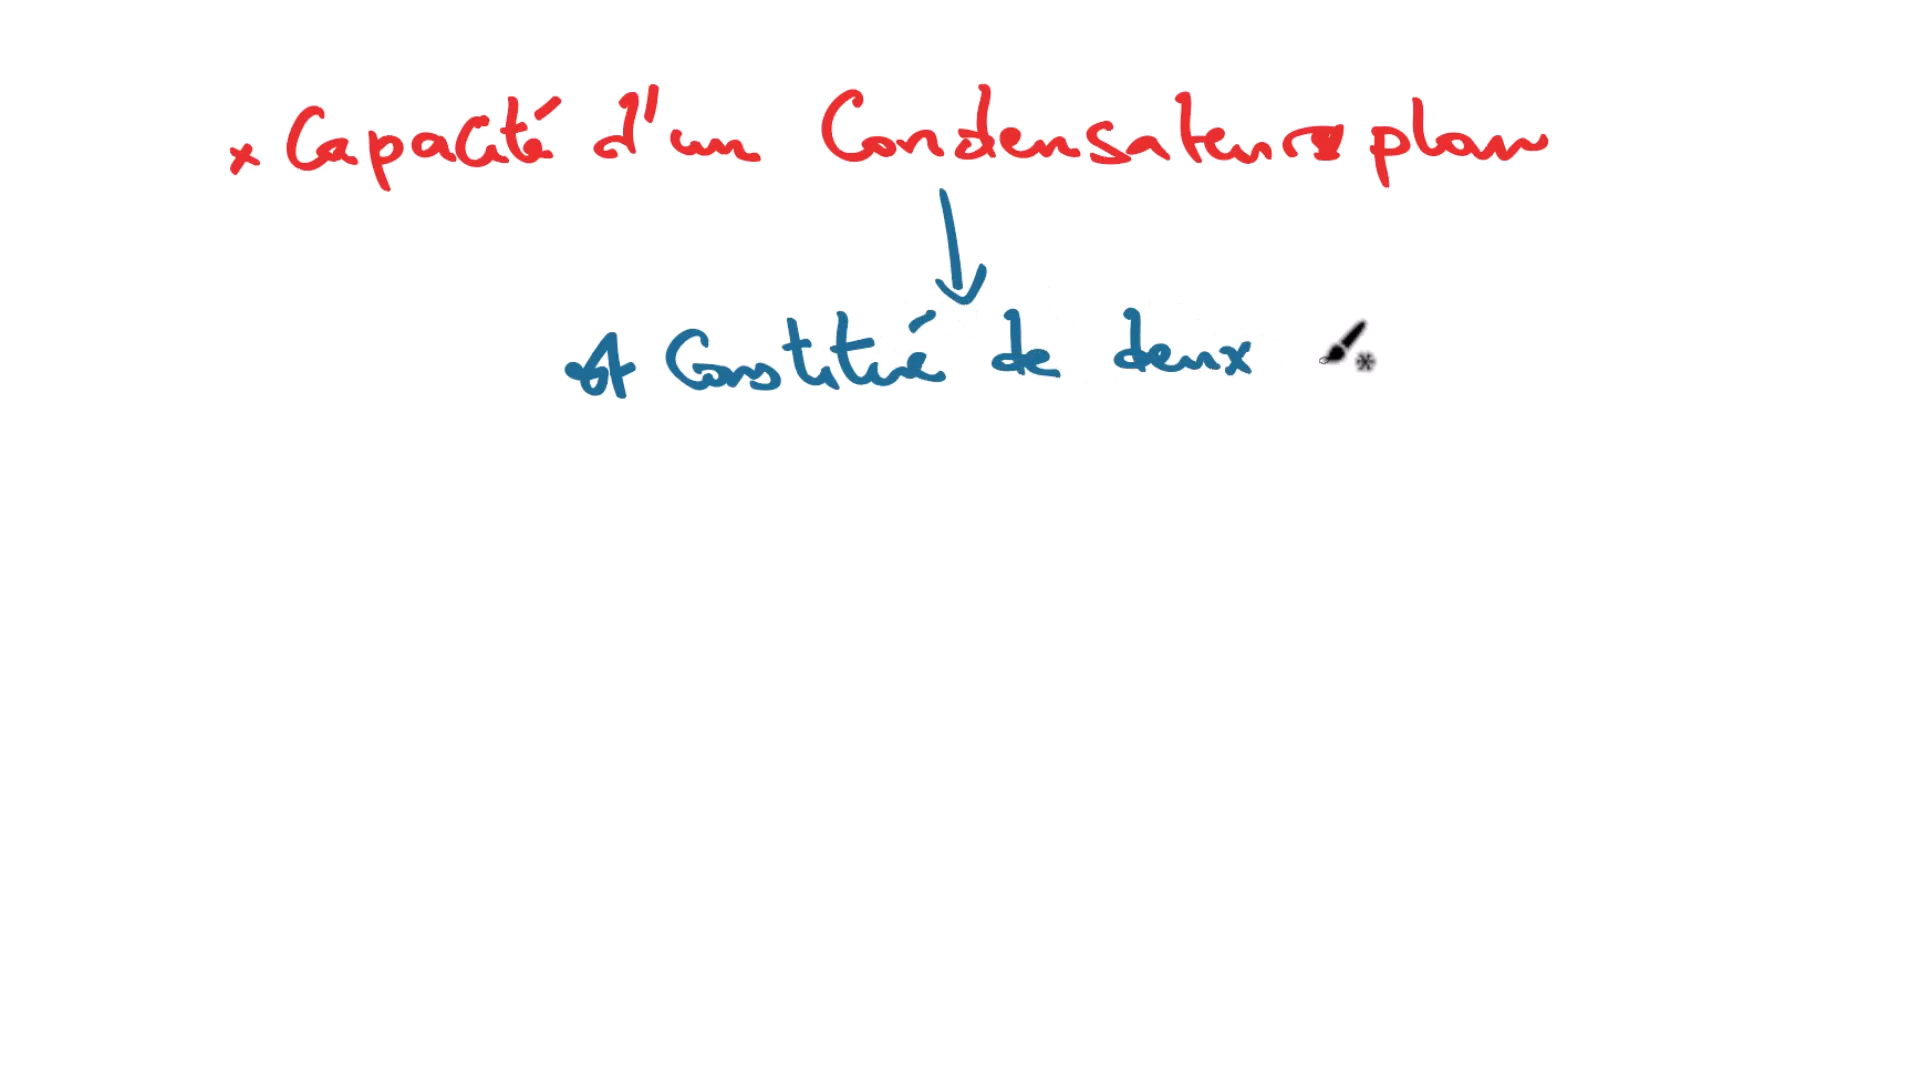 × Capacité d'un Condensateur plan
Constitué de deux